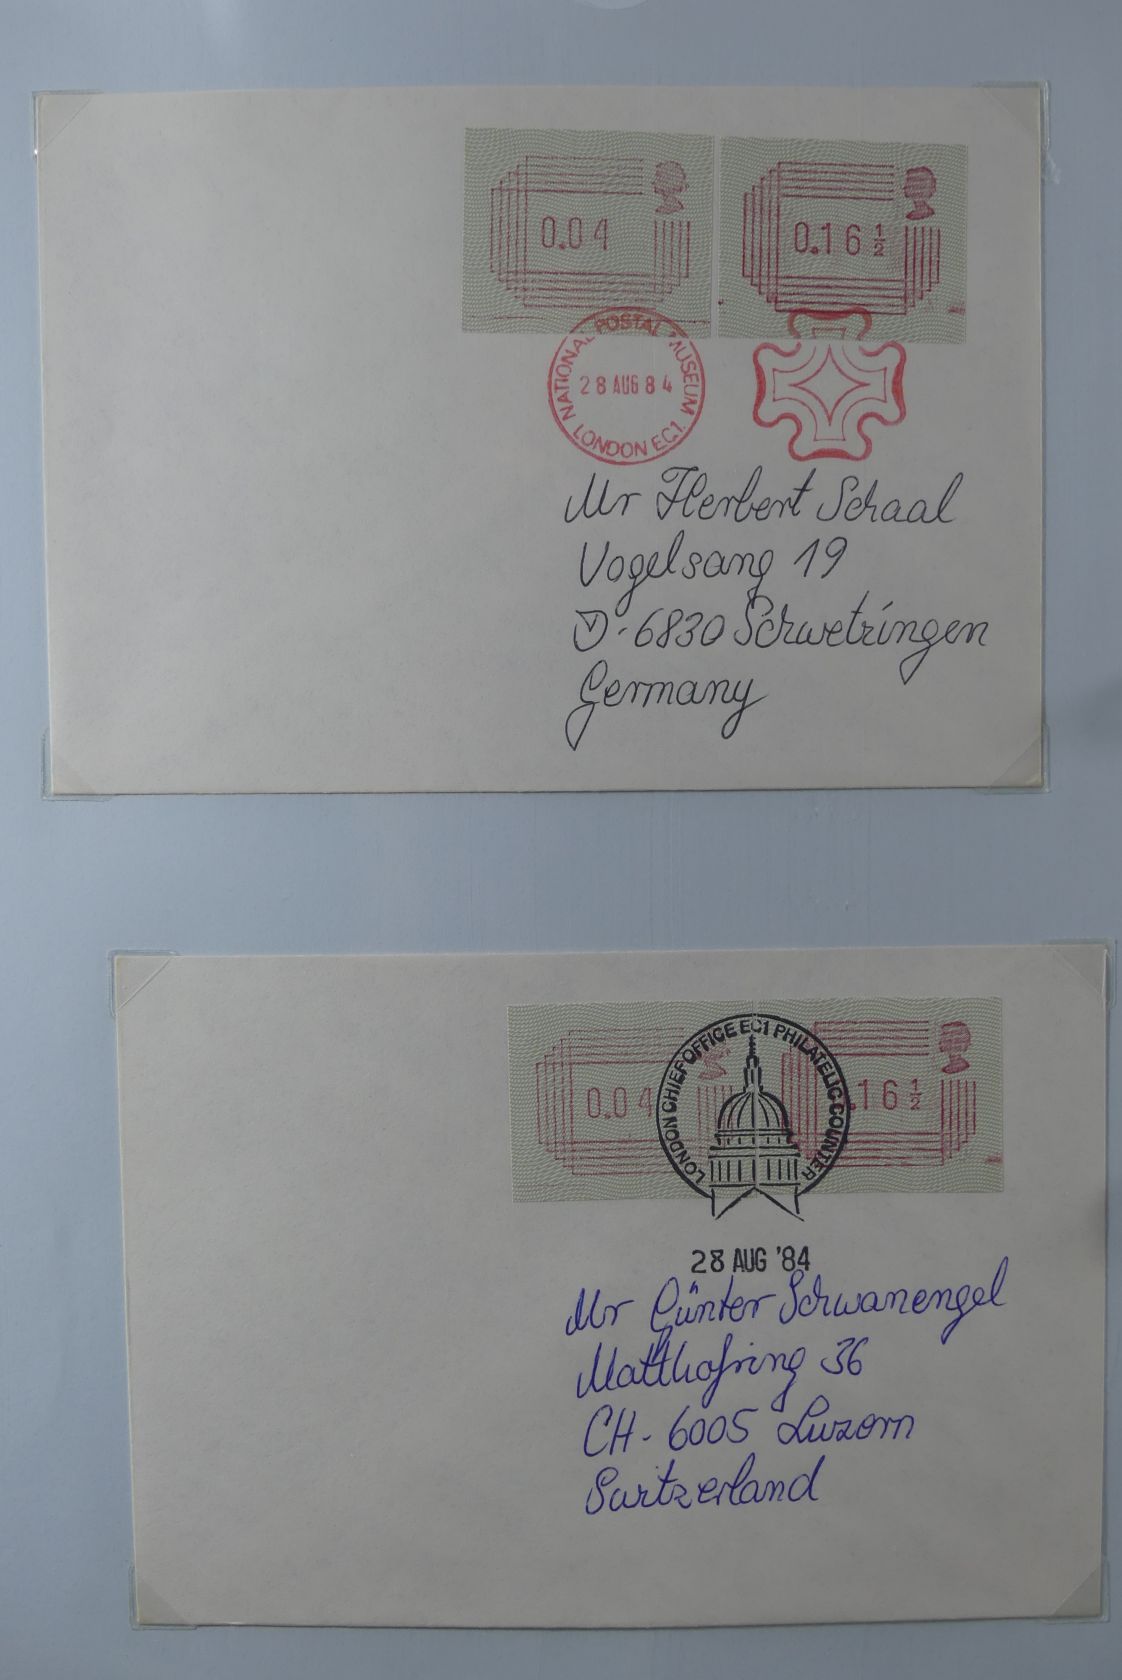 0.04
0.16½
NATIONAL POSTAL MUSEUM
28 AUG 84
LONDON EC1.
Mr Herbert Schaal
Vogelsang 19
D-6830 Schwetzingen
Germany
0.04
.16½
LONDON CHIEF OFFICE EC1 PHILATELIC COUNTER
28 AUG '84
Mr Günter Schwanengel
Matthofring 36
CH-6005 Luzern
Switzerland